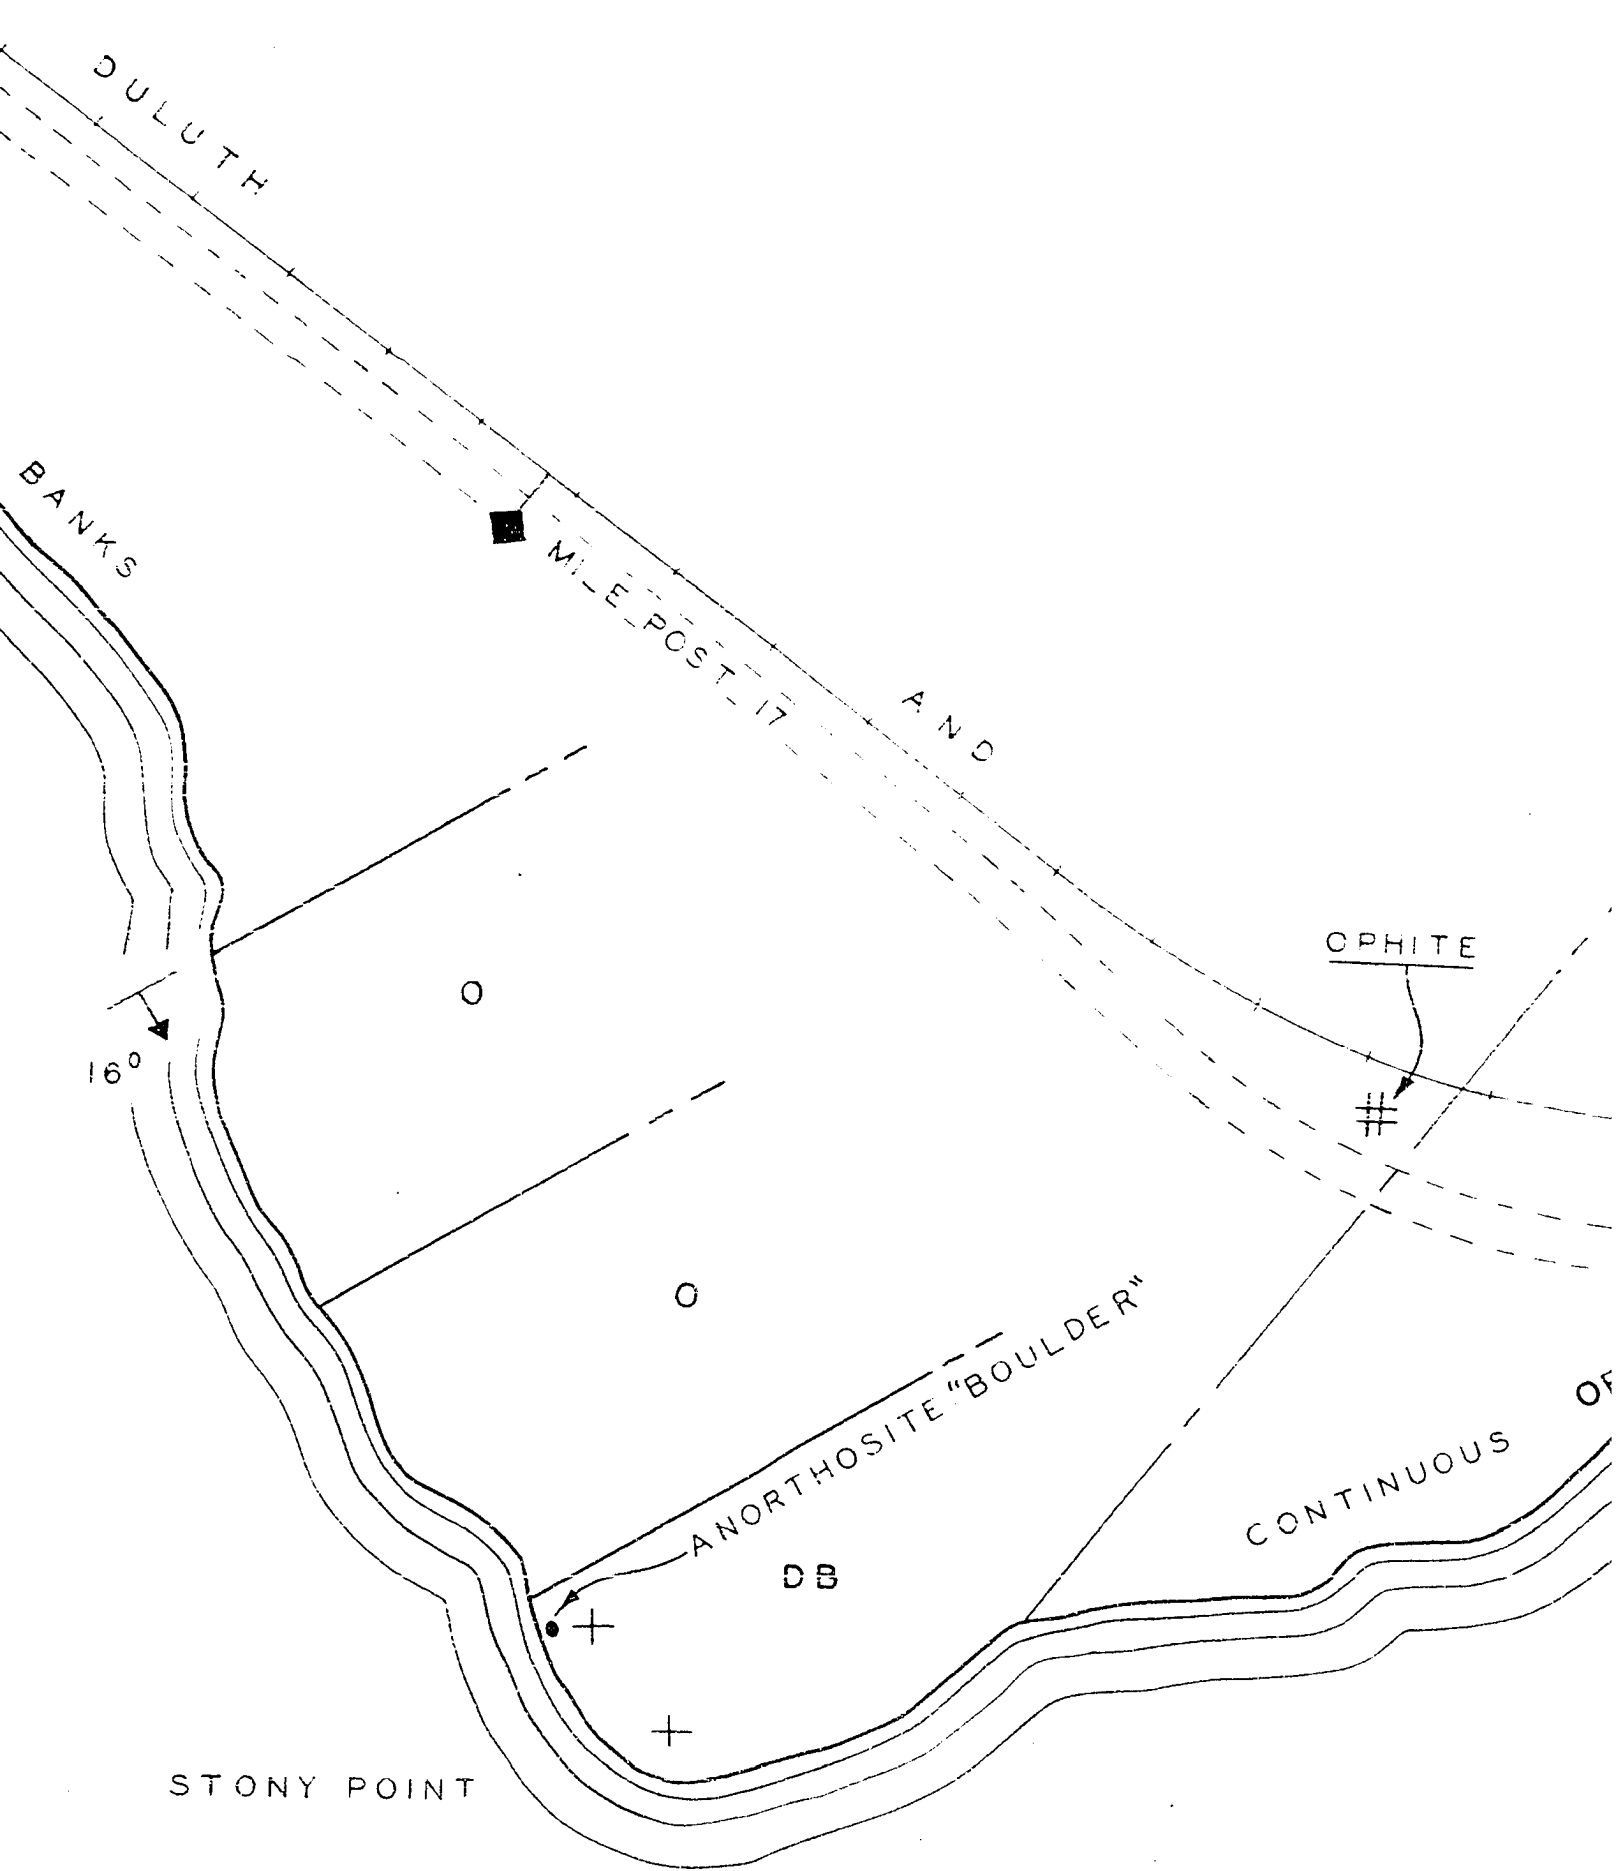 DULUTH
BANKS
MILE POST 17
AND
OPHITE
O
16°
O
ANORTHOSITE "BOULDER"
CONTINUOUS
DB
STONY POINT